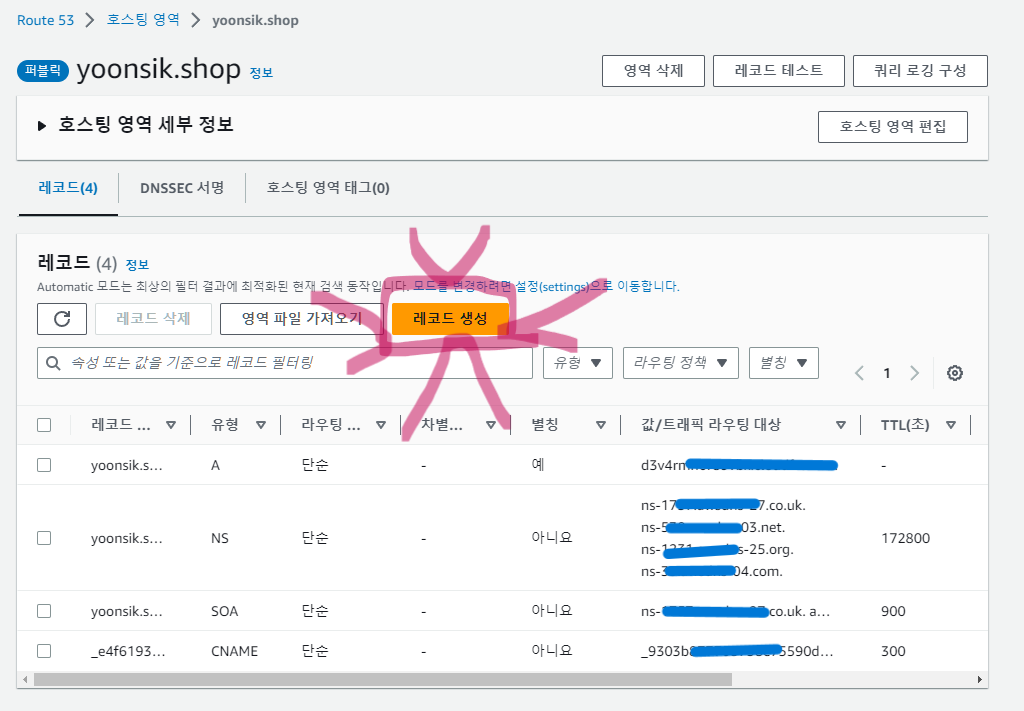 Route 53 > 호스팅 영역 > yoonsik.shop
퍼블릭 yoonsik.shop 정보
영역 삭제 레코드 테스트 쿼리 로깅 구성
▶ 호스팅 영역 세부 정보 호스팅 영역 편집
레코드(4) DNSSEC 서명 호스팅 영역 태그(0)
레코드 (4) 정보
Automatic 모드는 최상의 필터 결과에 최적화된 현재 검색 동작입니다. 모드를 변경하려면 설정(settings)으로 이동합니다.
레코드 삭제 영역 파일 가져오기 레코드 생성
속성 또는 값을 기준으로 레코드 필터링 유형 ▼ 라우팅 정책 ▼ 별칭 ▼ < 1 >
레코드 ... 유형 라우팅 ... 차별... 별칭 값/트래픽 라우팅 대상 TTL(초)
yoonsik.s... A 단순 - 예 d3v4r -
ns-17 7.co.uk.
ns-5 03.net.
yoonsik.s... NS 단순 - 아니요 172800
ns- s-25.org.
ns-3 04.com.
yoonsik.s... SOA 단순 - 아니요 ns- .co.uk. a... 900
_e4f6193... CNAME 단순 - 아니요 _9303b 5590d... 300